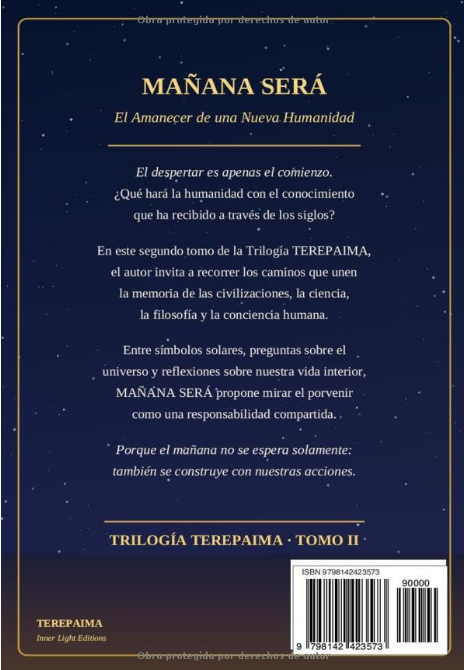 Obra protegida por derechos de autor
MAÑANA SERÁ
El Amanecer de una Nueva Humanidad
El despertar es apenas el comienzo.
¿Qué hará la humanidad con el conocimiento
que ha recibido a través de los siglos?
En este segundo tomo de la Trilogía TEREPAIMA,
el autor invita a recorrer los caminos que unen
la memoria de las civilizaciones, la ciencia,
la filosofía y la conciencia humana.
Entre símbolos solares, preguntas sobre el
universo y reflexiones sobre nuestra vida interior,
MAÑANA SERÁ propone mirar el porvenir
como una responsabilidad compartida.
Porque el mañana no se espera solamente:
también se construye con nuestras acciones.
TRILOGÍA TEREPAIMA · TOMO II
ISBN 9798142423573
90000
9 798142 423573
TEREPAIMA
Inner Light Editions
Obra protegida por derechos de autor